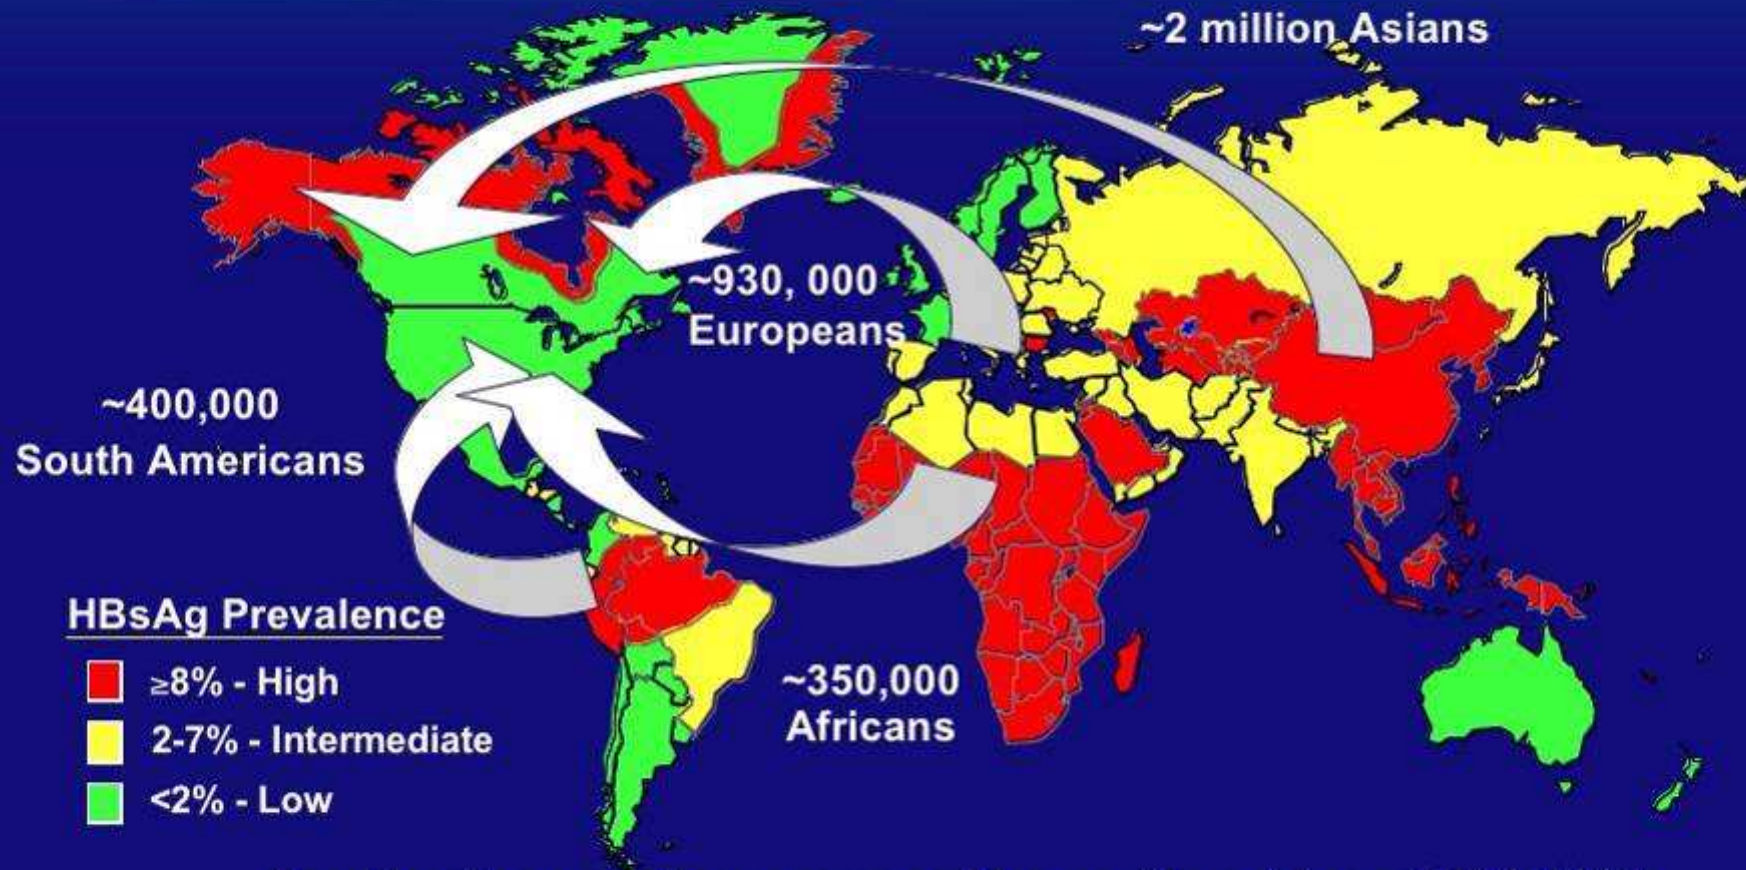 ~2 million Asians
~930, 000
Europeans
~400,000
South Americans
HBsAg Prevalence
≥8% - High
2-7% - Intermediate
<2% - Low
~350,000
Africans